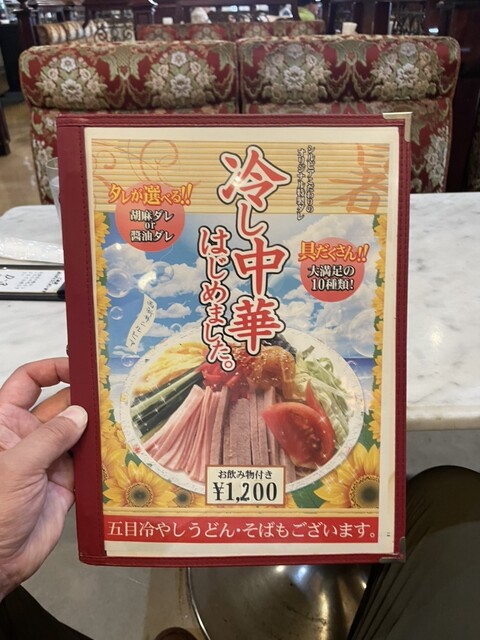 シルビアこだわりの
オリジナル特製ダレ
冷し中華
はじめました。
タレが選べる!!
胡麻ダレ
or
醤油ダレ
具だくさん!!
大満足の
10種類!
お飲み物付き
¥1,200
五目冷やしうどん・そばもございます。
D-3